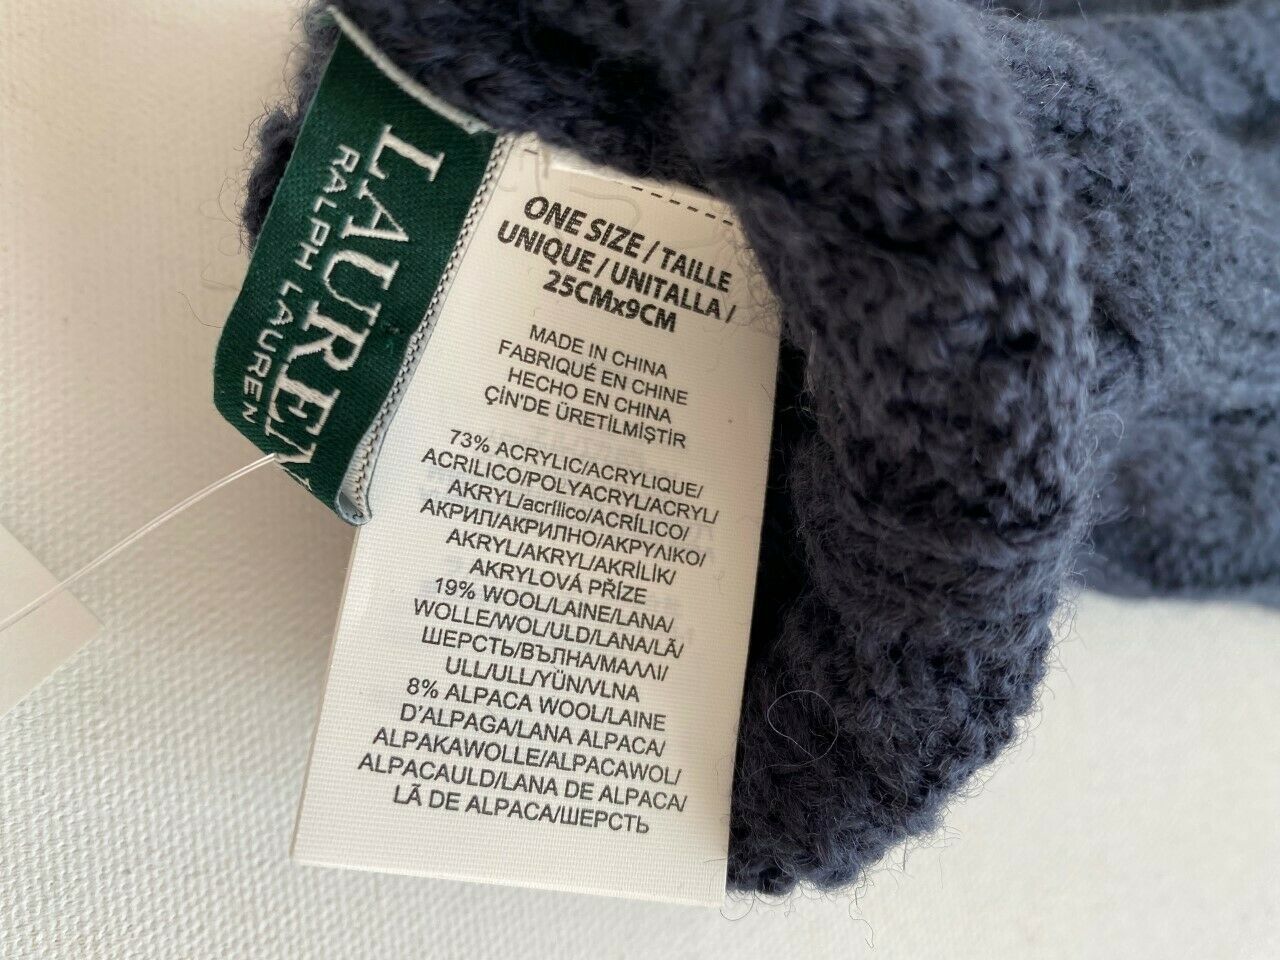 LAUREN
RALPH LAUREN
ONE SIZE / TAILLE
UNIQUE / UNITALLA /
25CMx9CM
MADE IN CHINA
FABRIQUÉ EN CHINE
HECHO EN CHINA
ÇİN'DE ÜRETİLMİŞTİR
73% ACRYLIC/ACRYLIQUE/
ACRILICO/POLYACRYL/ACRYL/
AKRYL/acrílico/ACRÍLICO/
АКРИЛ/АКРИЛНО/ΑΚΡΥΛΙΚΟ/
AKRYL/AKRYL/AKRİLİK/
AKRYLOVÁ PŘÍZE
19% WOOL/LAINE/LANA/
WOLLE/WOL/ULD/LANA/LÃ/
ШЕРСТЬ/ВЪЛНА/ΜΑΛΛΙ/
ULL/ULL/YÜN/VLNA
8% ALPACA WOOL/LAINE
D'ALPAGA/LANA ALPACA/
ALPAKAWOLLE/ALPACAWOL/
ALPACAULD/LANA DE ALPACA/
LÃ DE ALPACA/ШЕРСТЬ